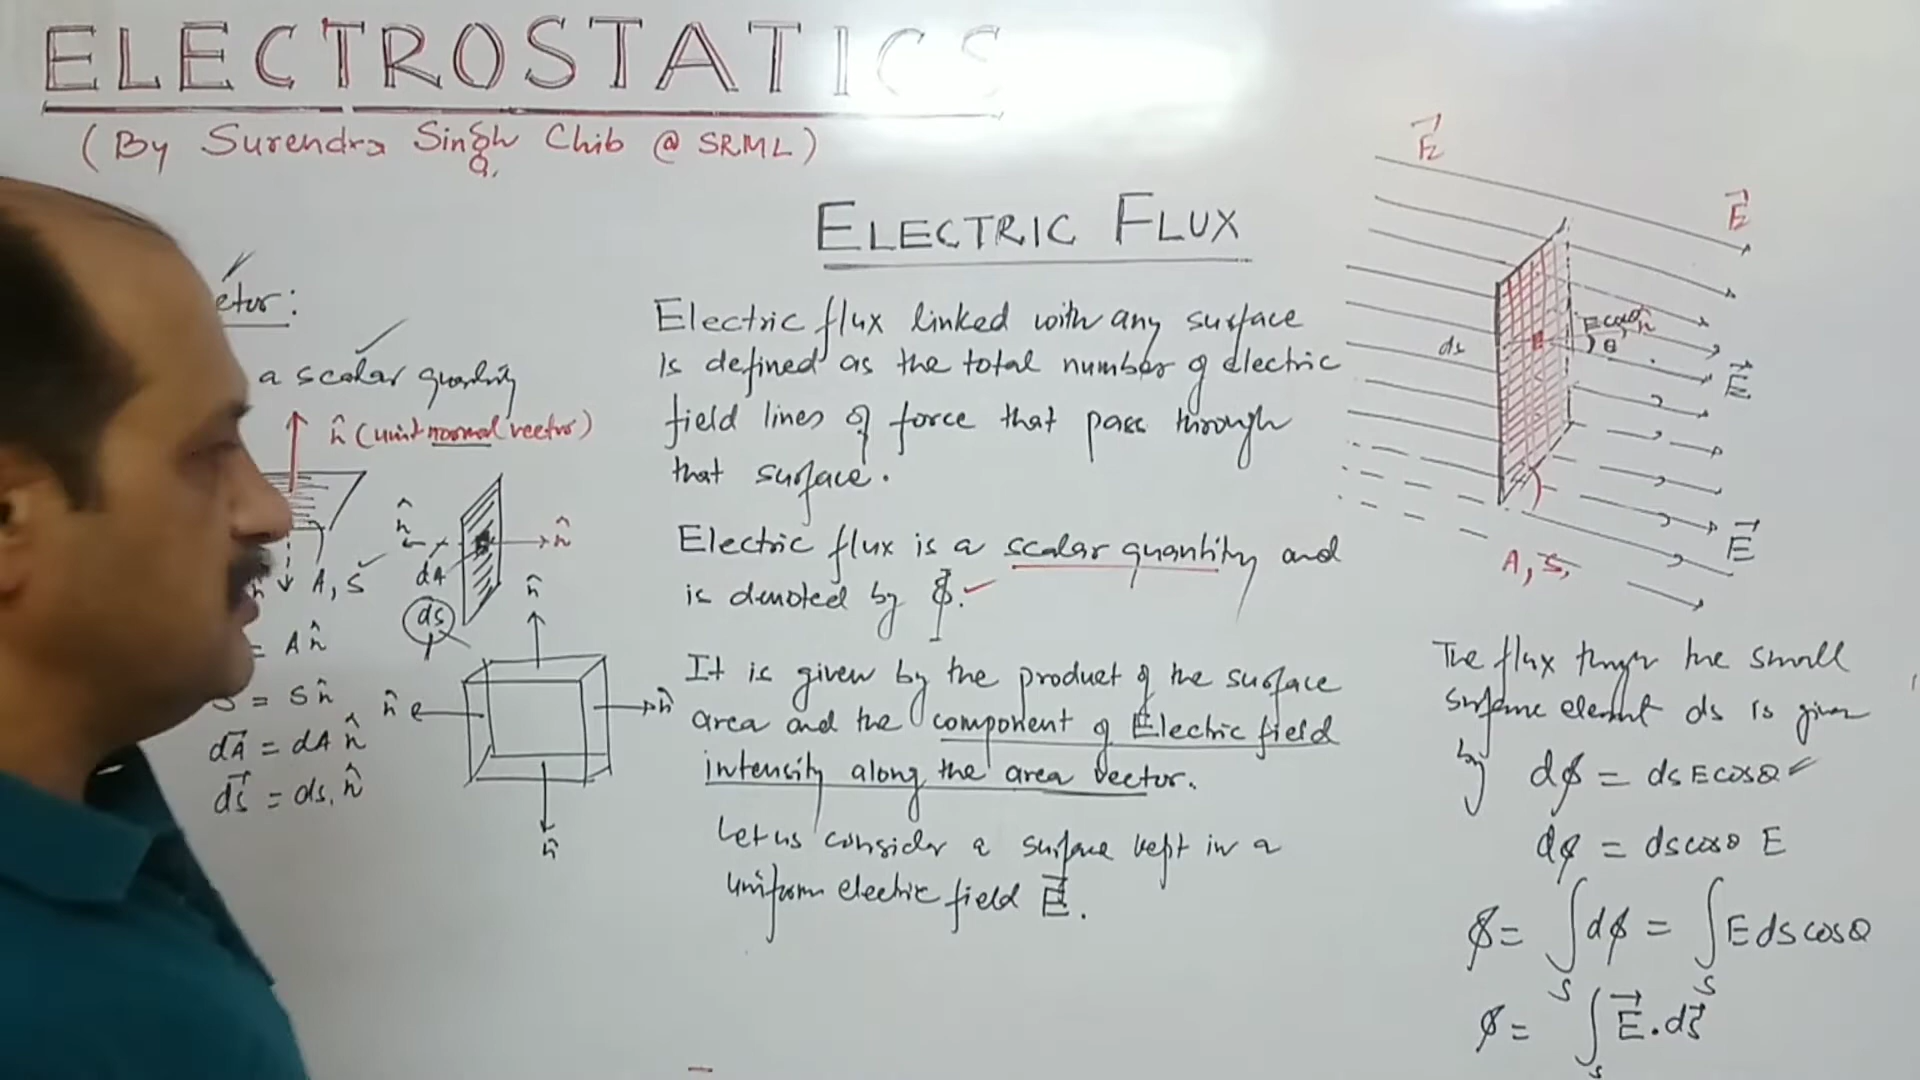 ELECTROSTATICS
(By Surendra Singh Chib @ SRML)
ELECTRIC FLUX
Electric flux linked with any surface
is defined as the total number of electric
field lines of force that pass through
that surface.
Electric flux is a scalar quantity and
is denoted by ϕ.
It is given by the product of the surface
area and the component of Electric field
intensity along the area vector.
Let us consider a surface kept in a
uniform electric field E⃗.
ector:
a scalar quantity
n̂ (unit normal vector)
n̂
n̂
dA
n̂ A, S
ds
n̂
= A n̂
S⃗ = S n̂
n̂
n̂
dA⃗ = dA n̂
ds⃗ = ds. n̂
n̂
E⃗
E⃗
E cosθ n̂
ds
θ
E⃗
E⃗
A, S,
The flux through the small
surface element ds is given
by dϕ = ds E cosθ
dϕ = ds cosθ E
ϕ = ∫ dϕ = ∫ E ds cosθ
S S
ϕ = ∫ E⃗ . ds⃗
s